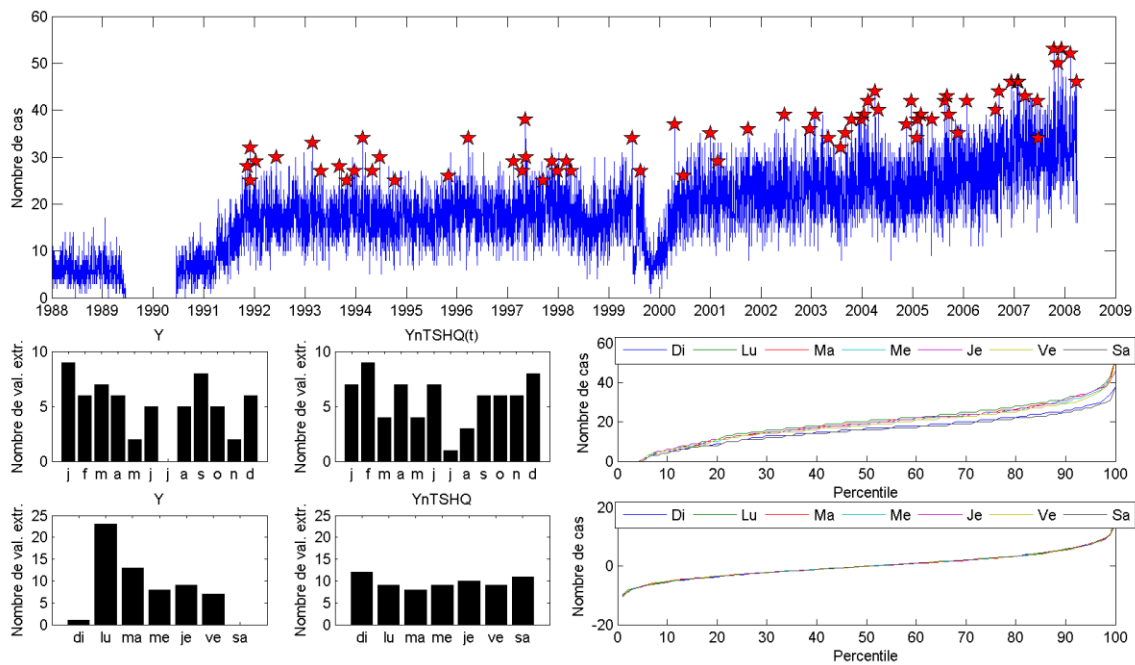 60
50
40
30
20
10
0
Nombre de cas
1988 1989 1990 1991 1992 1993 1994 1995 1996 1997 1998 1999 2000 2001 2002 2003 2004 2005 2006 2007 2008 2009
Y
10
5
0
Nombre de val. extr.
j f m a m j j a s o n d
YnTSHQ(t)
10
5
0
Nombre de val. extr.
j f m a m j j a s o n d
60
40
20
0
Nombre de cas
Di Lu Ma Me Je Ve Sa
0 10 20 30 40 50 60 70 80 90 100
Percentile
Y
25
20
15
10
5
0
Nombre de val. extr.
di lu ma me je ve sa
YnTSHQ
25
20
15
10
5
0
Nombre de val. extr.
di lu ma me je ve sa
20
0
-20
Nombre de cas
Di Lu Ma Me Je Ve Sa
0 10 20 30 40 50 60 70 80 90 100
Percentile